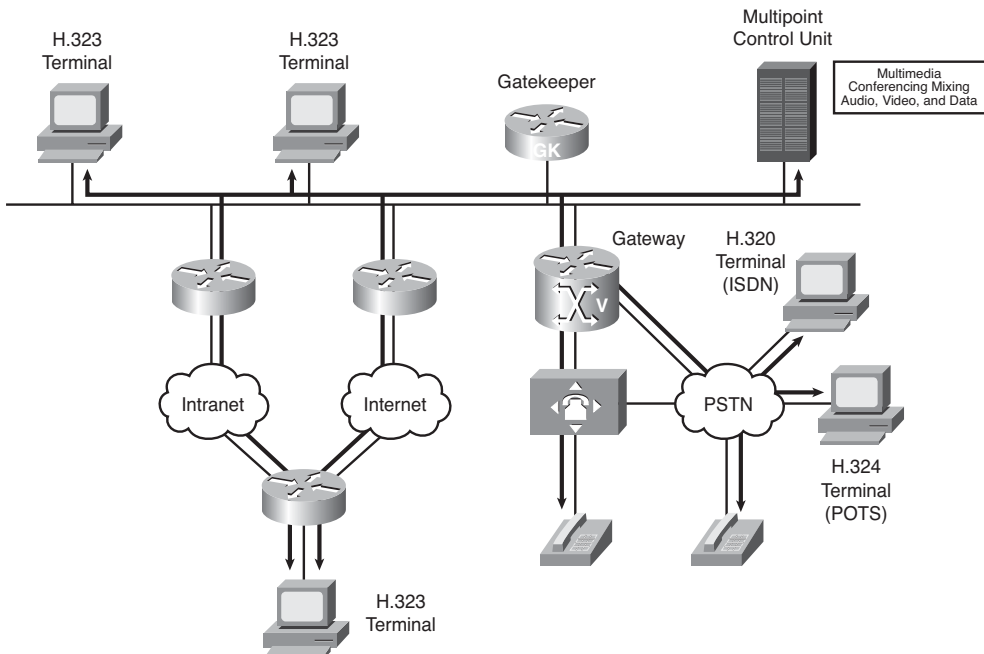 H.323
Terminal
H.323
Terminal
Gatekeeper
GK
Multipoint
Control Unit
Multimedia
Conferencing Mixing
Audio, Video, and Data
Gateway
V
H.320
Terminal
(ISDN)
Intranet
Internet
PSTN
H.324
Terminal
(POTS)
H.323
Terminal